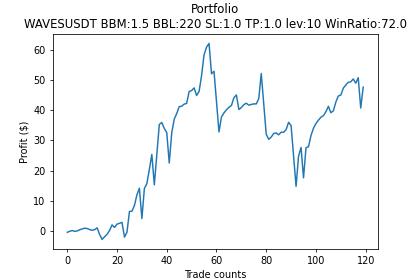 Portfolio
WAVESUSDT BBM:1.5 BBL:220 SL:1.0 TP:1.0 lev:10 WinRatio:72.0
Profit ($)
60
50
40
30
20
10
0
0 20 40 60 80 100 120
Trade counts